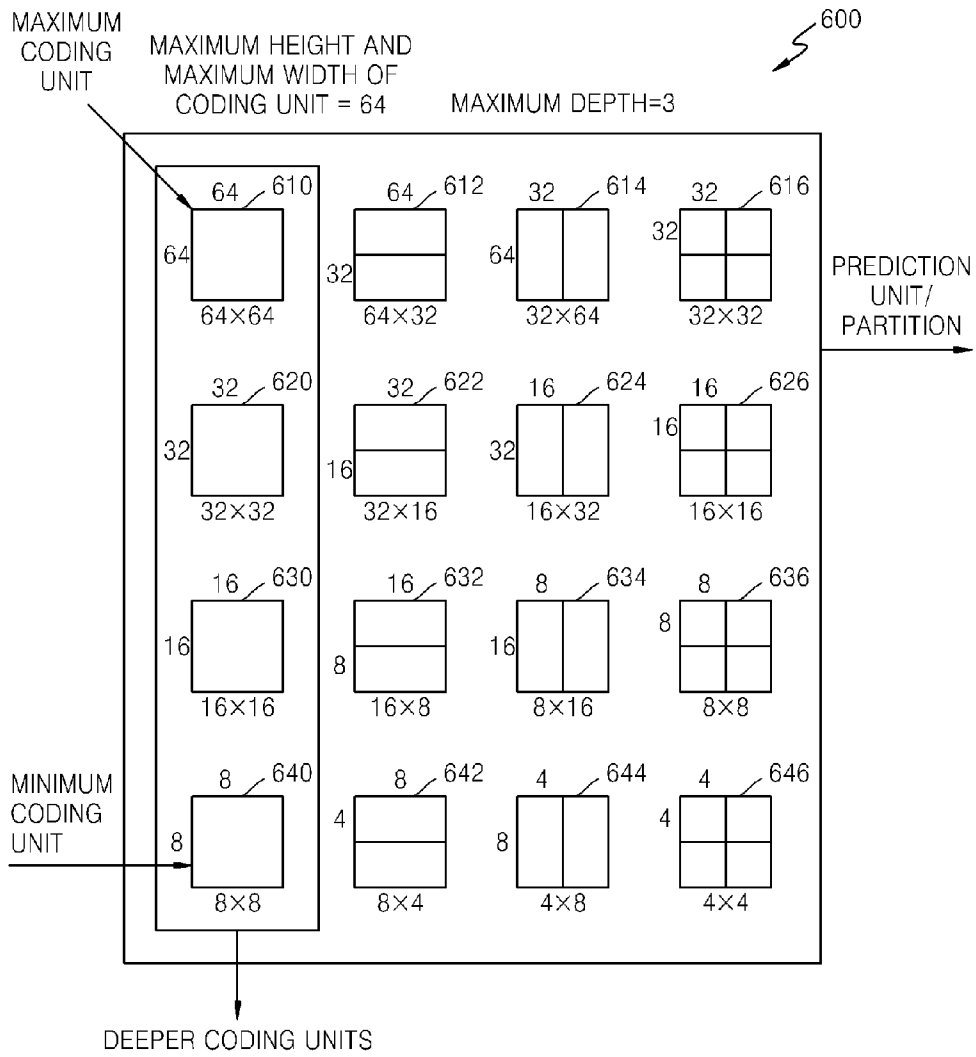 600
MAXIMUM
CODING
UNIT
MAXIMUM HEIGHT AND
MAXIMUM WIDTH OF
CODING UNIT = 64
MAXIMUM DEPTH=3
64 610 64 612 32 614 32 616
64 32 64 32
64×64 64×32 32×64 32×32
PREDICTION
UNIT/
PARTITION
32 620 32 622 16 624 16 626
32 16 32 16
32×32 32×16 16×32 16×16
16 630 16 632 8 634 8 636
16 8 16 8
16×16 16×8 8×16 8×8
MINIMUM
CODING
UNIT
8 640 8 642 4 644 4 646
8 4 8 4
8×8 8×4 4×8 4×4
DEEPER CODING UNITS